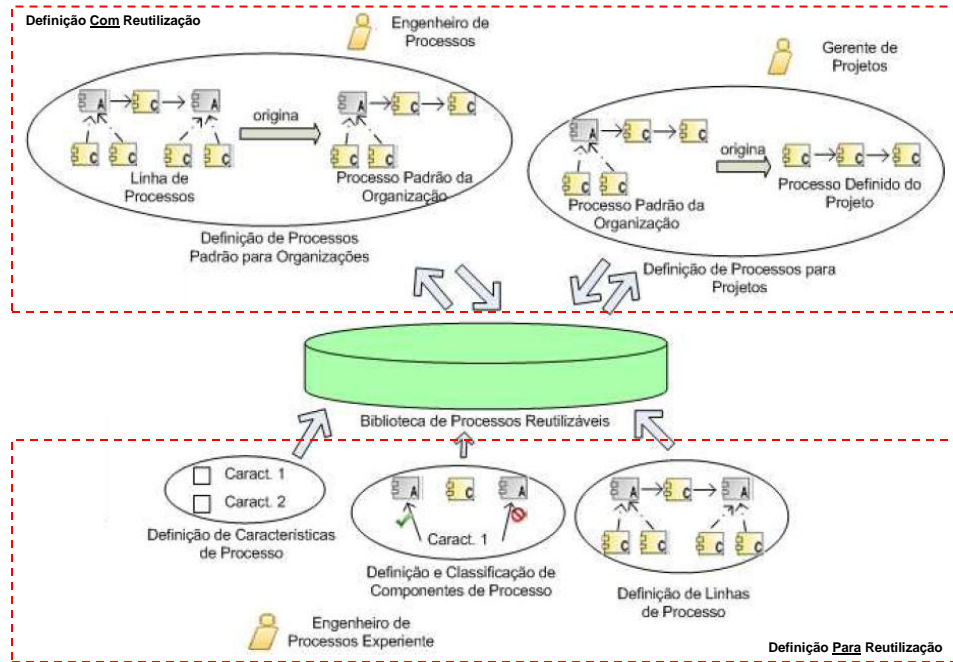 Definição Com Reutilização
Engenheiro de
Processos
Gerente de
Projetos
A
C
A
C
C
C
C
Linha de
Processos
origina
A
C
C
C
C
Processo Padrão da
Organização
Definição de Processos
Padrão para Organizações
A
C
C
C
C
Processo Padrão da
Organização
origina
C
C
C
Processo Definido do
Projeto
Definição de Processos para
Projetos
Biblioteca de Processos Reutilizáveis
Caract. 1
Caract. 2
Definição de Características
de Processo
A
C
A
Caract. 1
Definição e Classificação de
Componentes de Processo
A
C
A
C
C
C
C
Definição de Linhas
de Processo
Engenheiro de
Processos Experiente
Definição Para Reutilização